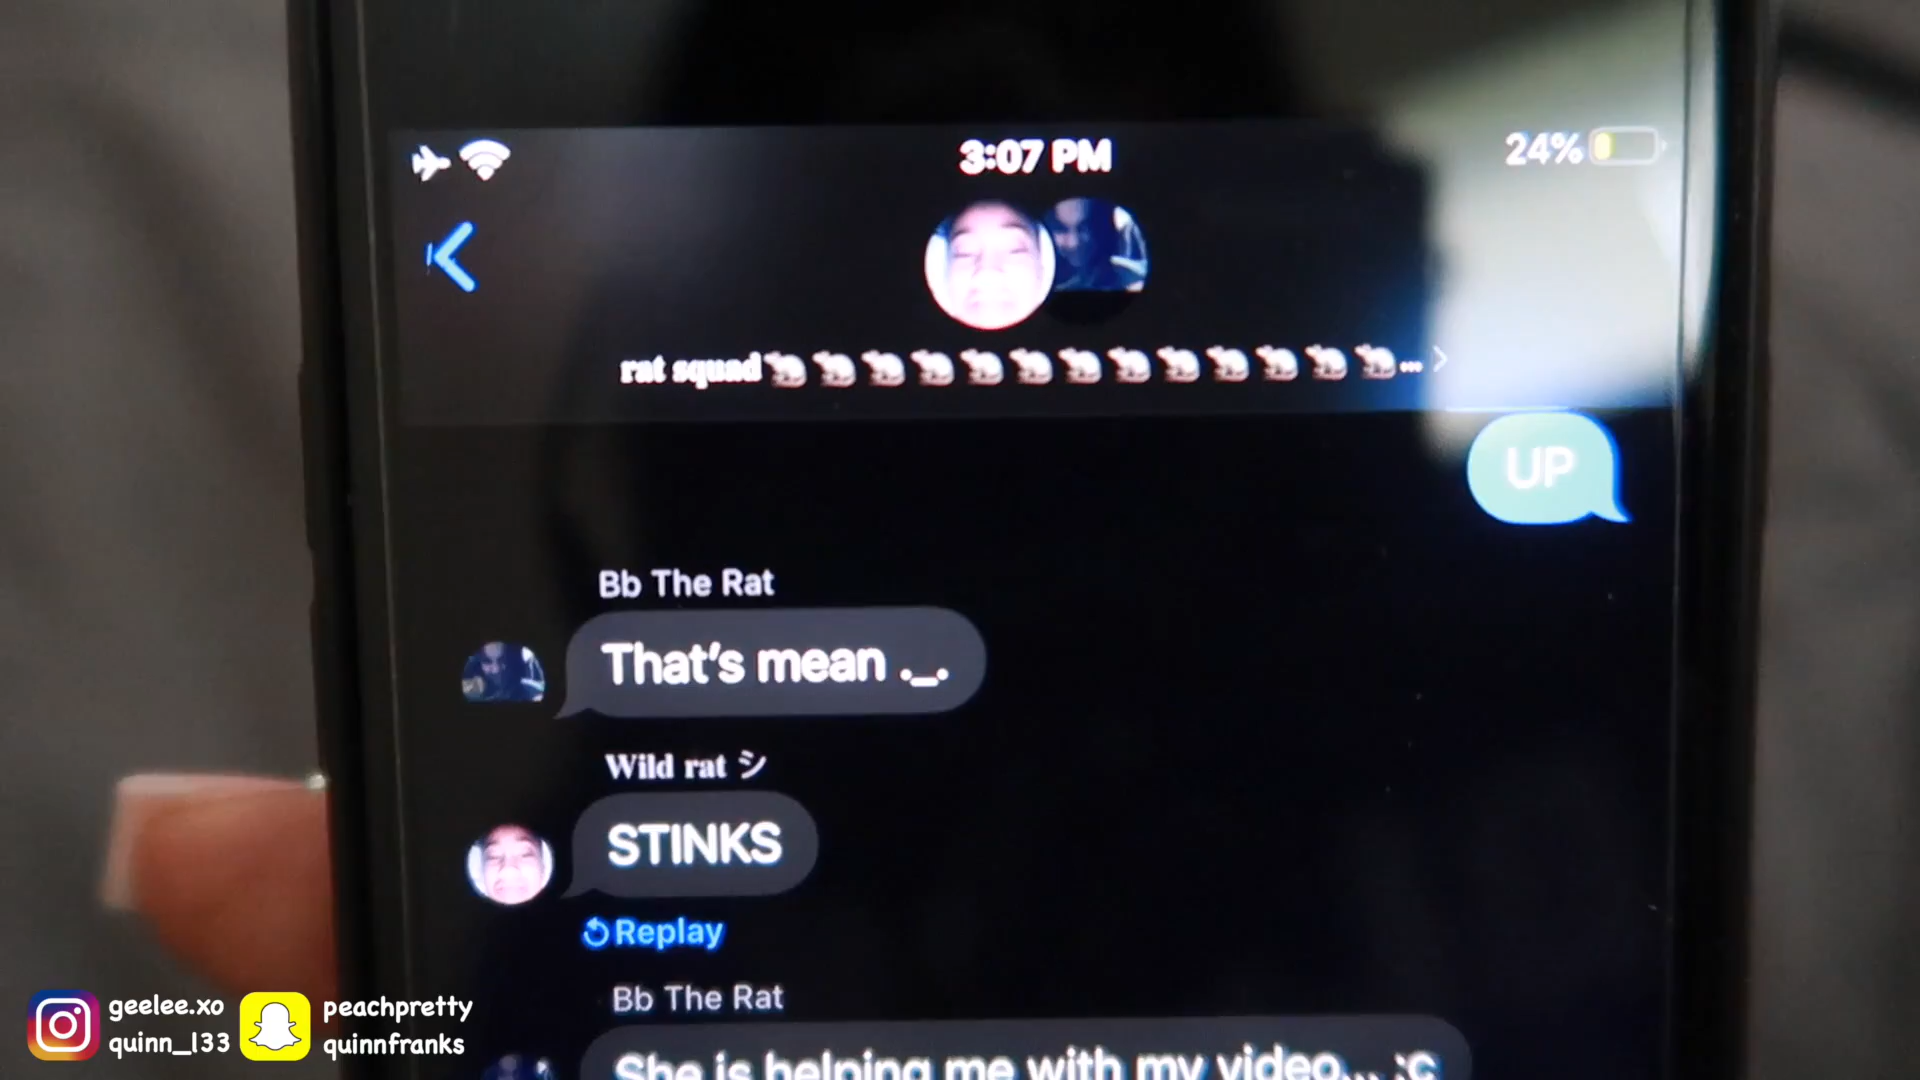 3:07 PM
24%
rat squad🐀🐀🐀🐀🐀🐀🐀🐀🐀🐀🐀🐀🐀... >
UP
Bb The Rat
That's mean ._.
Wild rat シ
STINKS
Replay
Bb The Rat
She is helping me with my video... :c
geelee.xo
quinn_133
peachpretty
quinnfranks